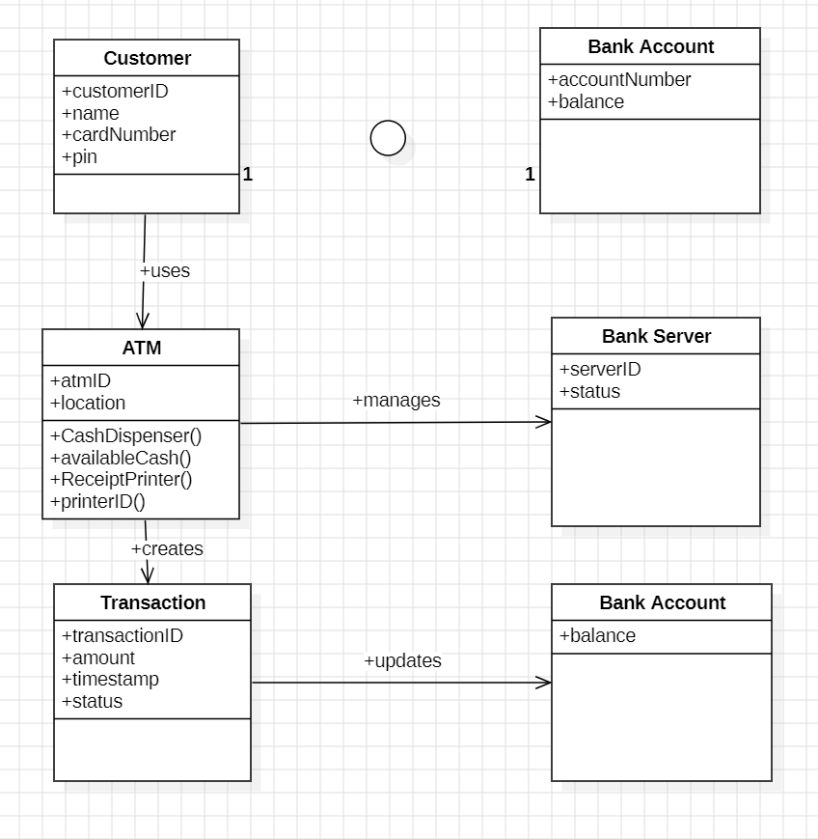 Customer
+customerID
+name
+cardNumber
+pin
1
Bank Account
+accountNumber
+balance
1
+uses
ATM
+atmID
+location
+CashDispenser()
+availableCash()
+ReceiptPrinter()
+printerID()
+manages
Bank Server
+serverID
+status
+creates
Transaction
+transactionID
+amount
+timestamp
+status
+updates
Bank Account
+balance